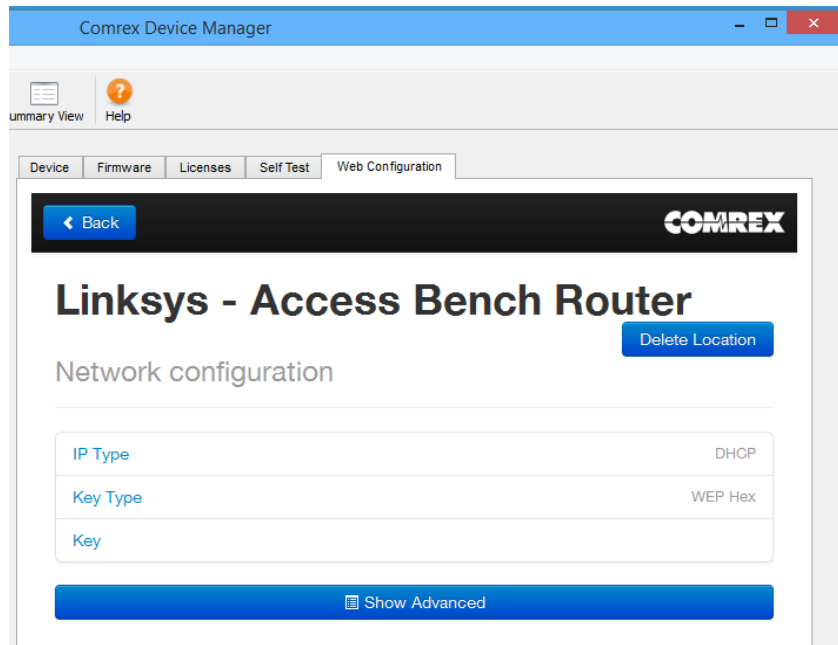 Comrex Device Manager
ummary View Help
Device Firmware Licenses Self Test Web Configuration
Back COMREX
Linksys - Access Bench Router
Delete Location
Network configuration
IP Type DHCP
Key Type WEP Hex
Key
Show Advanced